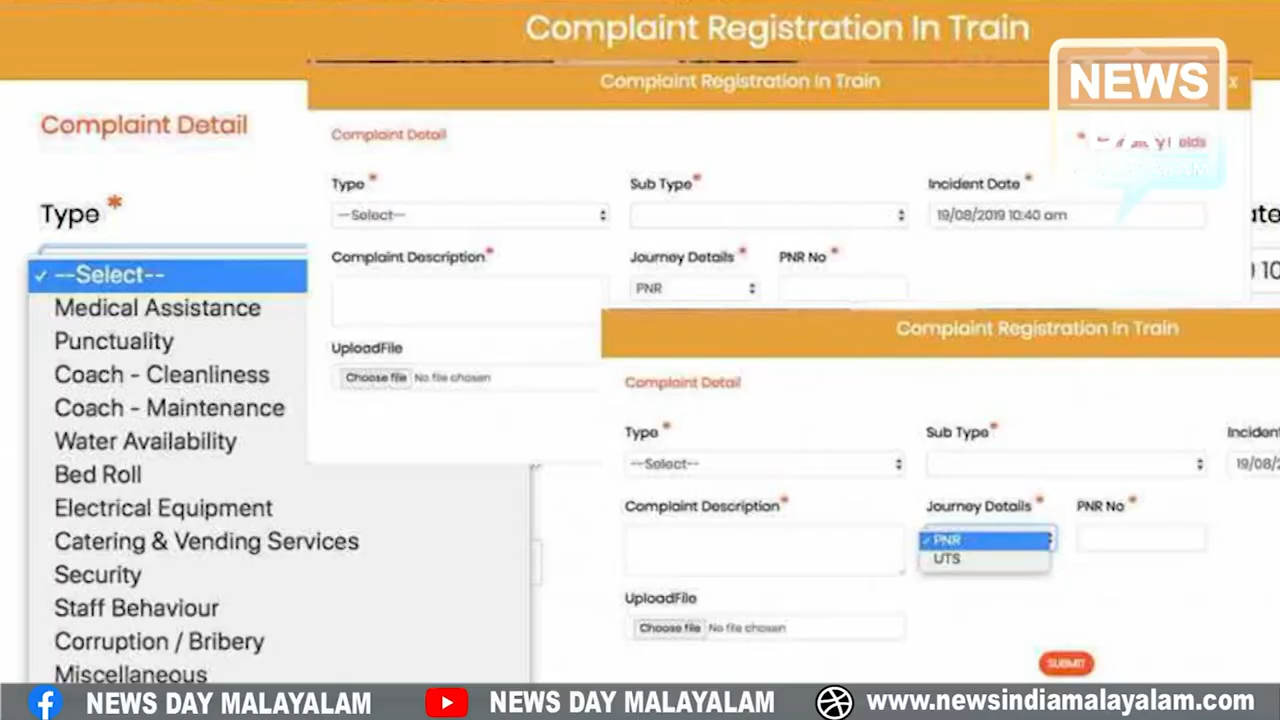 Complaint Registration In Train
Complaint Registration In Train
x
NEWS
Complaint Detail
Complaint Detail
Fields
Type *
Type *
Sub Type*
Incident Date *
--Select--
19/08/2019 10:40 am
Complaint Description*
Journey Details *
PNR No *
PNR
UploadFile
Choose file No file chosen
✓ --Select--
Medical Assistance
Punctuality
Coach - Cleanliness
Coach - Maintenance
Water Availability
Bed Roll
Electrical Equipment
Catering & Vending Services
Security
Staff Behaviour
Corruption / Bribery
Miscellaneous
Complaint Registration In Train
Complaint Detail
Type *
Sub Type*
Inciden
--Select--
19/08/2
Complaint Description*
Journey Details *
PNR No *
✓ PNR
UTS
UploadFile
Choose file No file chosen
SUBMIT
NEWS DAY MALAYALAM
NEWS DAY MALAYALAM
www.newsindiamalayalam.com